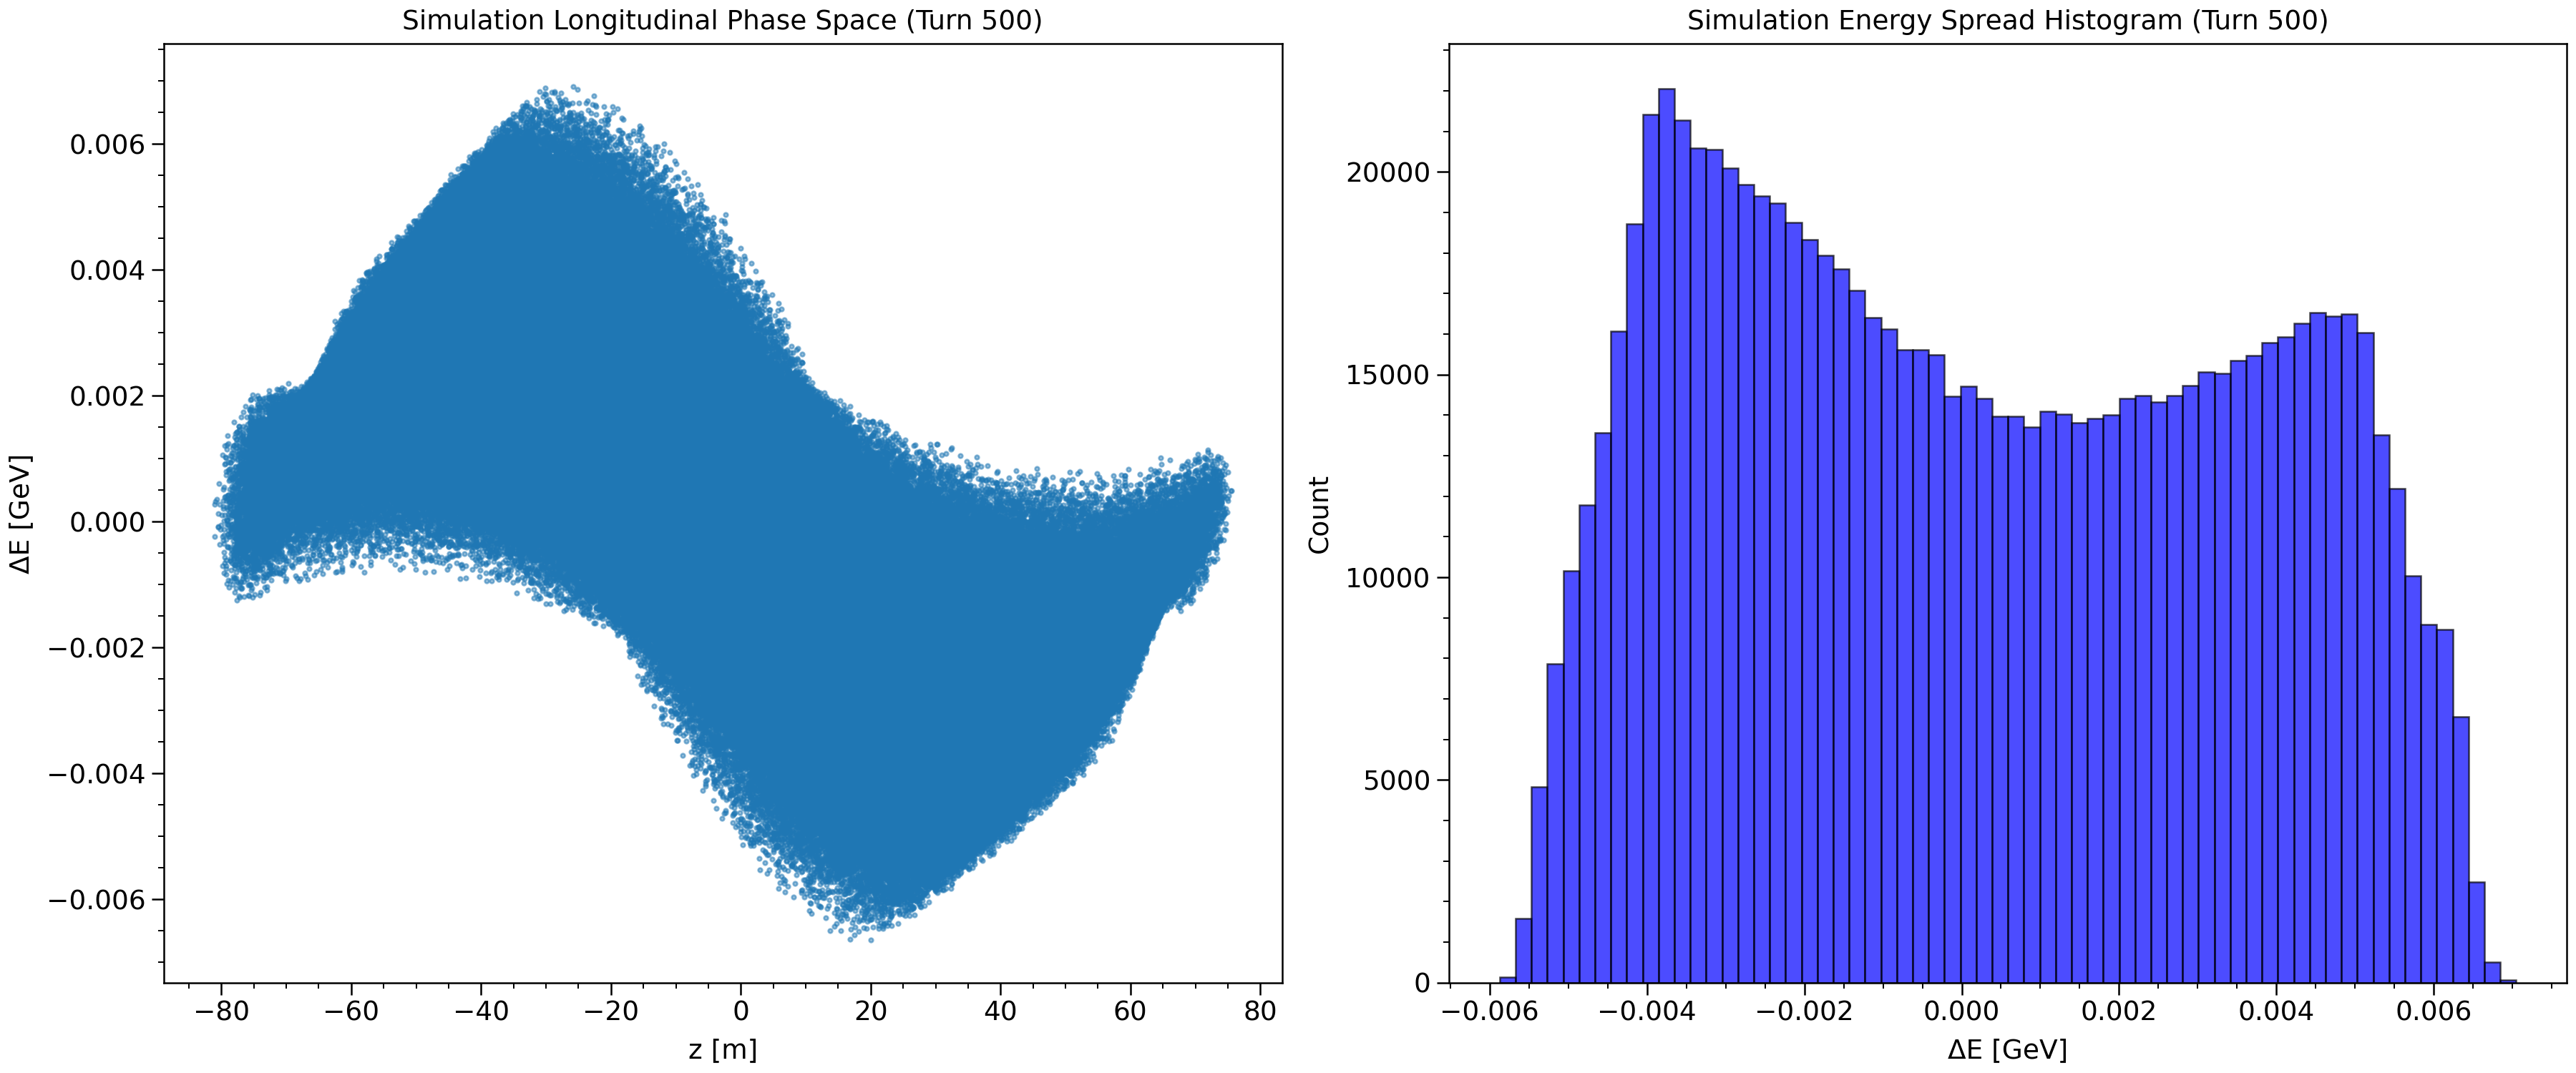 Simulation Longitudinal Phase Space (Turn 500)
ΔE [GeV]
0.006
0.004
0.002
0.000
−0.002
−0.004
−0.006
−80 −60 −40 −20 0 20 40 60 80
z [m]
Simulation Energy Spread Histogram (Turn 500)
Count
20000
15000
10000
5000
0
−0.006 −0.004 −0.002 0.000 0.002 0.004 0.006
ΔE [GeV]